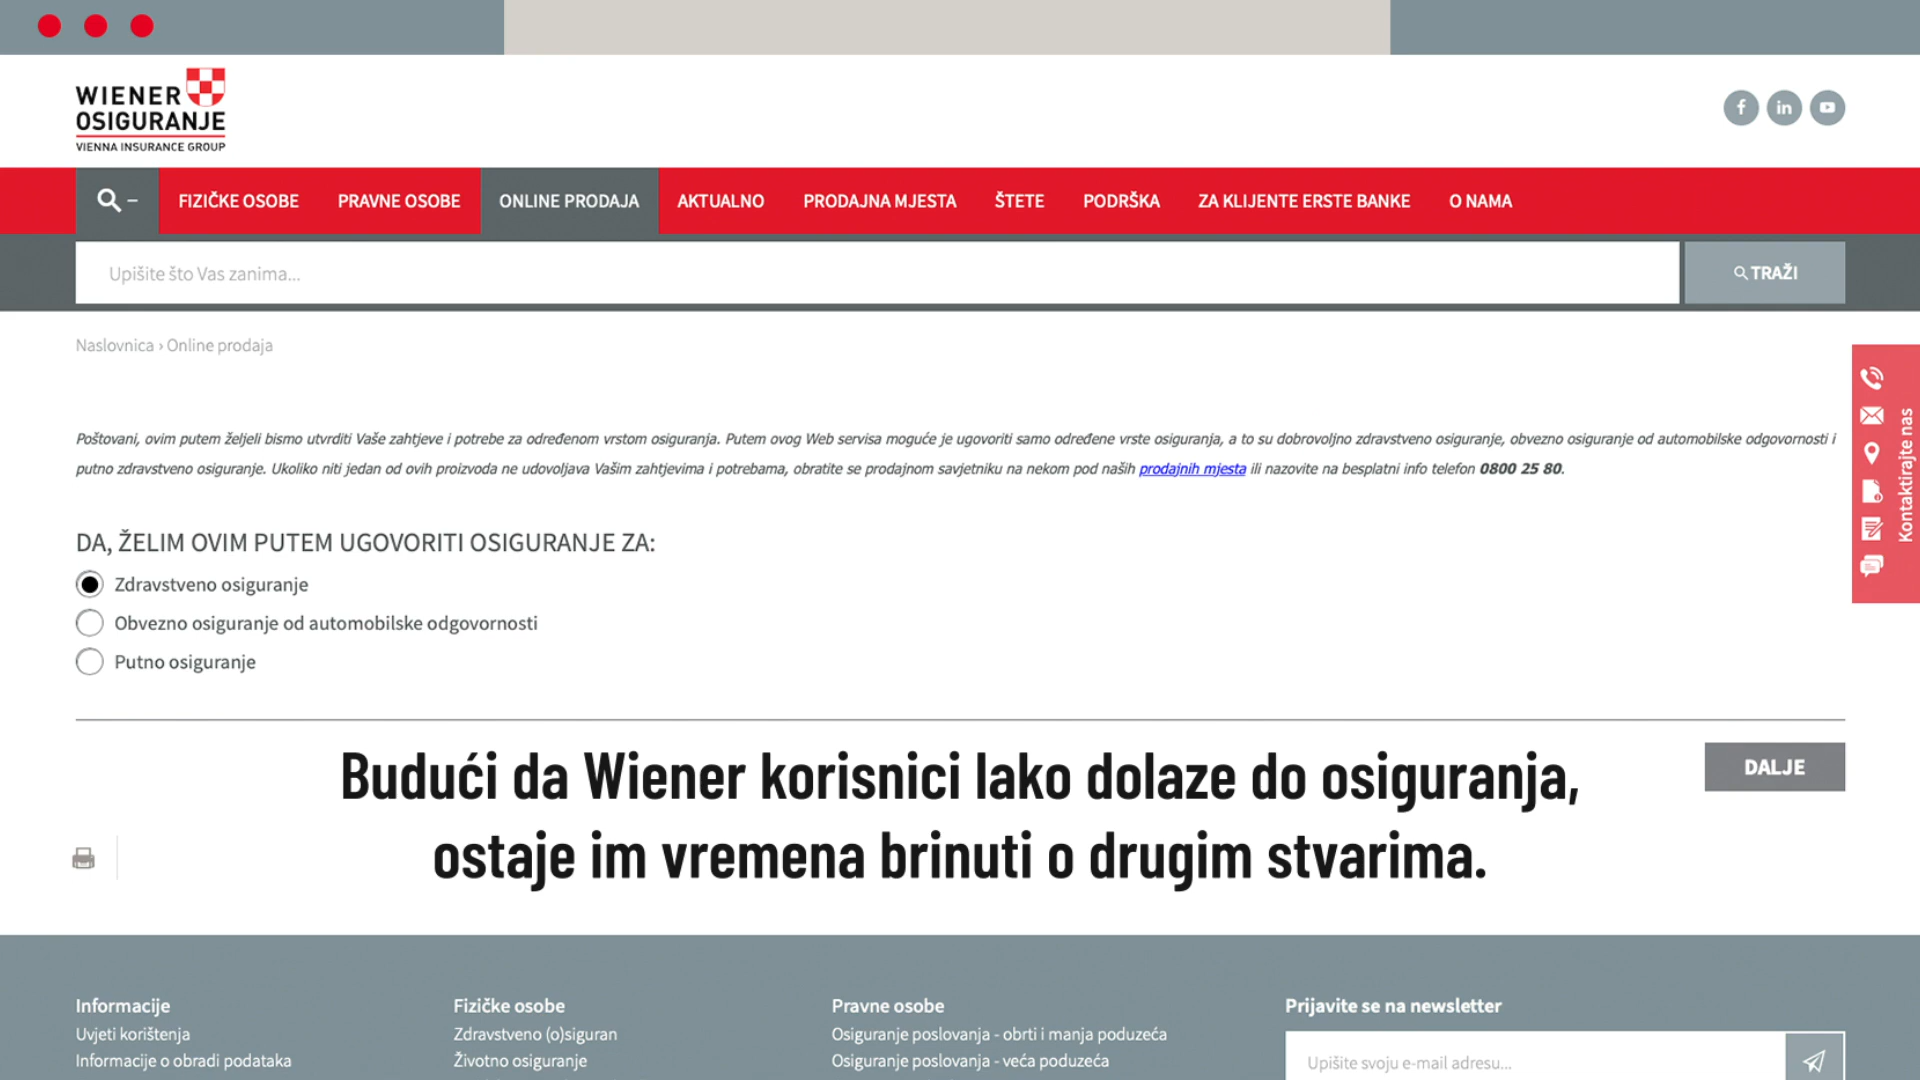 WIENER
OSIGURANJE
VIENNA INSURANCE GROUP
FIZIČKE OSOBE PRAVNE OSOBE ONLINE PRODAJA AKTUALNO PRODAJNA MJESTA ŠTETE PODRŠKA ZA KLIJENTE ERSTE BANKE O NAMA
Upišite što Vas zanima... TRAŽI
Naslovnica › Online prodaja
Poštovani, ovim putem željeli bismo utvrditi Vaše zahtjeve i potrebe za određenom vrstom osiguranja. Putem ovog Web servisa moguće je ugovoriti samo određene vrste osiguranja, a to su dobrovoljno zdravstveno osiguranje, obvezno osiguranje od automobilske odgovornosti i
putno zdravstveno osiguranje. Ukoliko niti jedan od ovih proizvoda ne udovoljava Vašim zahtjevima i potrebama, obratite se prodajnom savjetniku na nekom pod naših prodajnih mjesta ili nazovite na besplatni info telefon 0800 25 80.
Kontaktirajte nas
DA, ŽELIM OVIM PUTEM UGOVORITI OSIGURANJE ZA:
Zdravstveno osiguranje
Obvezno osiguranje od automobilske odgovornosti
Putno osiguranje
DALJE
Budući da Wiener korisnici lako dolaze do osiguranja,
ostaje im vremena brinuti o drugim stvarima.
Informacije
Uvjeti korištenja
Informacije o obradi podataka
Fizičke osobe
Zdravstveno (o)siguran
Životno osiguranje
Pravne osobe
Osiguranje poslovanja - obrti i manja poduzeća
Osiguranje poslovanja - veća poduzeća
Prijavite se na newsletter
Upišite svoju e-mail adresu...